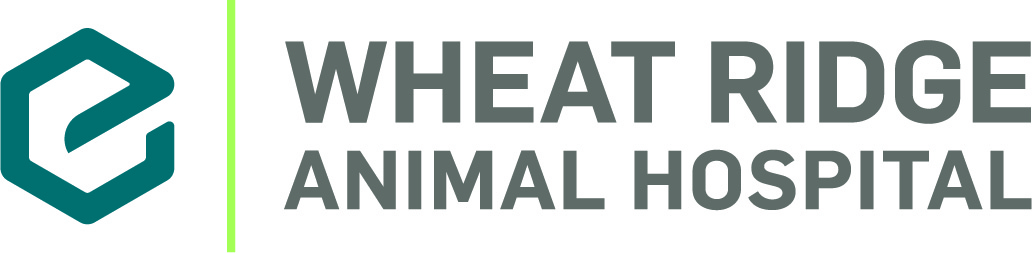 WHEAT RIDGE
ANIMAL HOSPITAL